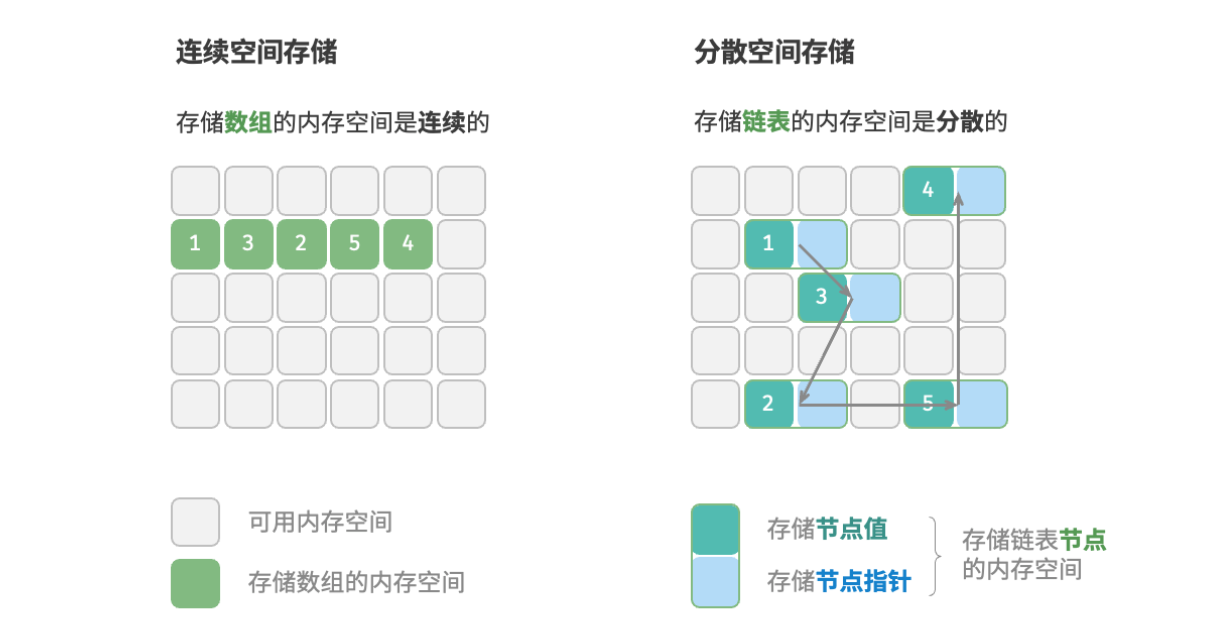 连续空间存储
存储数组的内存空间是连续的
1 3 2 5 4
可用内存空间
存储数组的内存空间
分散空间存储
存储链表的内存空间是分散的
4
1
3
2 5
存储节点值
存储节点指针
存储链表节点
的内存空间